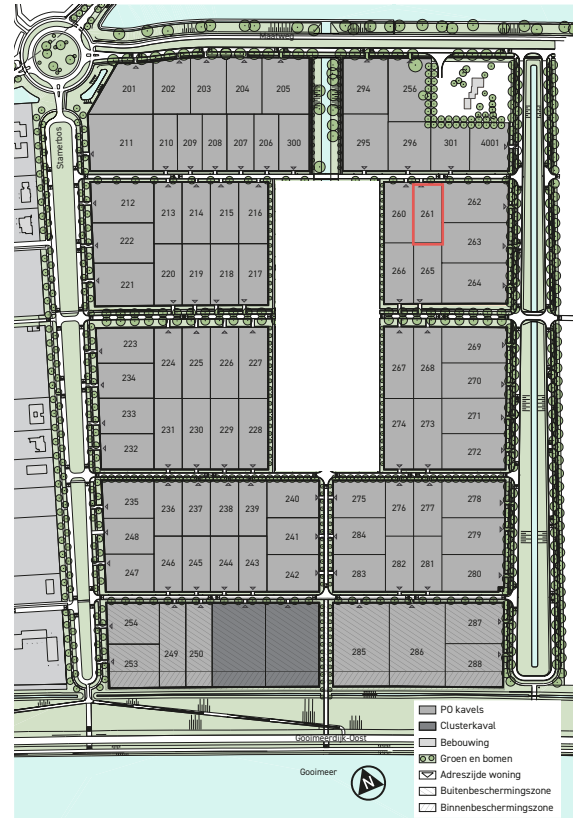 Maatweg
Stamerbos
201 202 203 204 205
294 256
211 210 209 208 207 206 300
295 296 301 4001
212 213 214 215 216
260 261 262
222
263
221 220 219 218 217
266 265 264
223 224 225 226 227
267 268 269
234
270
233 231 230 229 228
274 273 271
232
272
235 236 237 238 239 240
275 276 277 278
248 241
284 279
247 246 245 244 243 242
283 282 281 280
254 249 250
285 286 287
253
288
PO kavels
Clusterkaval
Bebouwing
Groen en bomen
Adreszijde woning
Buitenbeschermingszone
Binnenbeschermingszone
Gooimeerdijk-Oost
Gooimeer
N